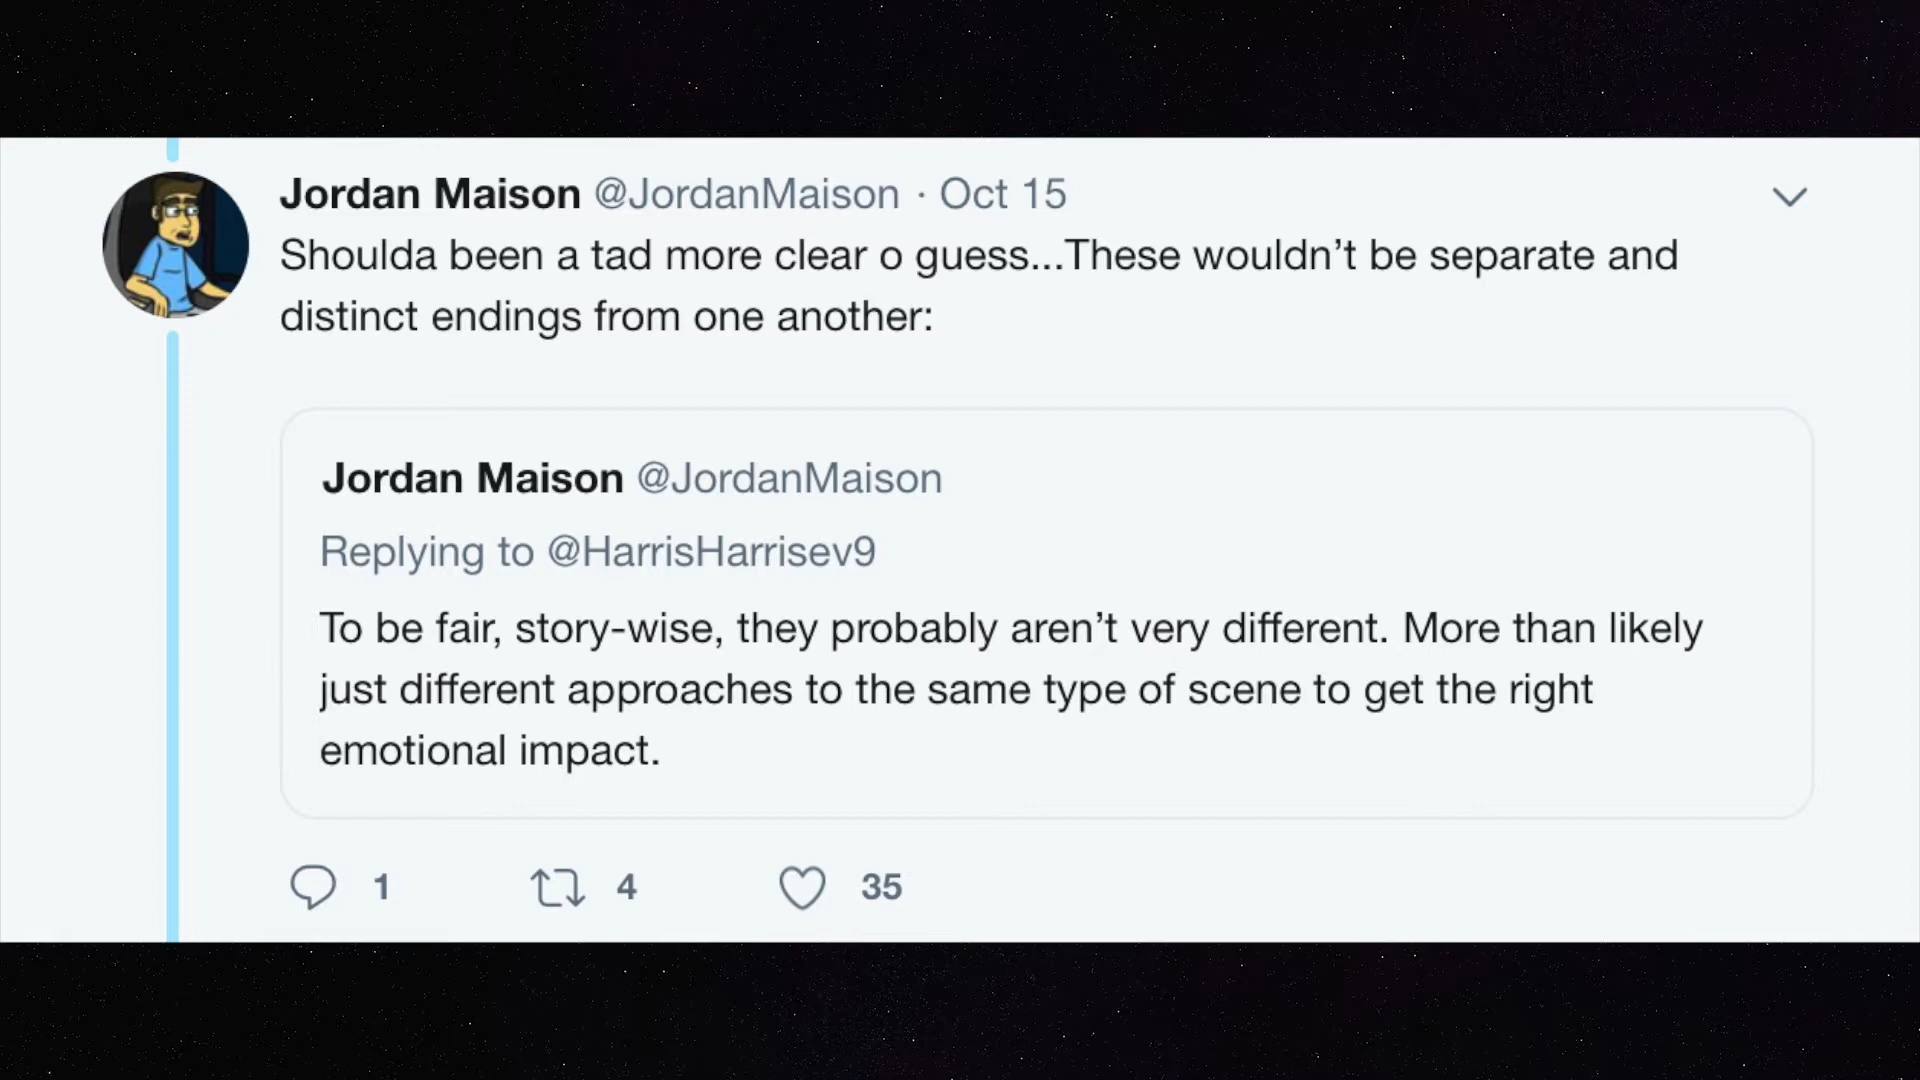 Jordan Maison @JordanMaison · Oct 15
Shoulda been a tad more clear o guess...These wouldn’t be separate and
distinct endings from one another:
Jordan Maison @JordanMaison
Replying to @HarrisHarrisev9
To be fair, story-wise, they probably aren’t very different. More than likely
just different approaches to the same type of scene to get the right
emotional impact.
1 4 35